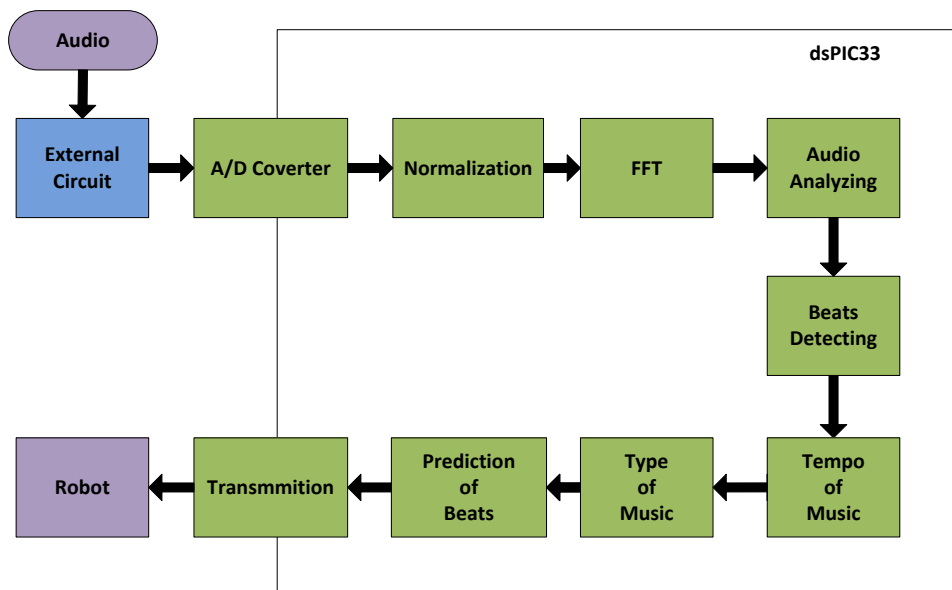 Audio
dsPIC33
External
Circuit
A/D Coverter
Normalization
FFT
Audio
Analyzing
Beats
Detecting
Robot
Transmmition
Prediction
of
Beats
Type
of
Music
Tempo
of
Music